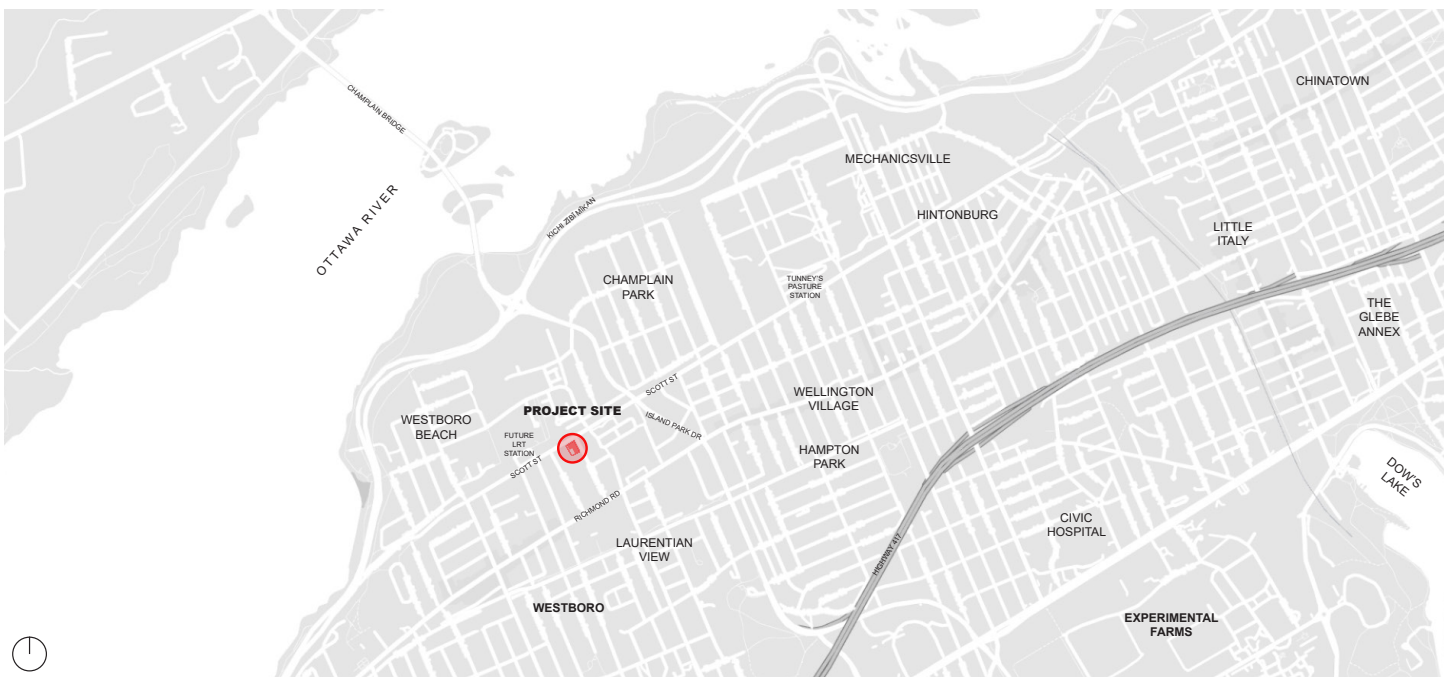 CHINATOWN
CHAMPLAIN BRIDGE
MECHANICSVILLE
OTTAWA RIVER
KICHI ZIBĪ MĪKAN
HINTONBURG
LITTLE
ITALY
CHAMPLAIN
PARK
TUNNEY'S
PASTURE
STATION
THE
GLEBE
ANNEX
SCOTT ST
WELLINGTON
VILLAGE
PROJECT SITE
WESTBORO
BEACH
ISLAND PARK DR
FUTURE
LRT
STATION
SCOTT ST
HAMPTON
PARK
DOW'S
LAKE
RICHMOND RD
CIVIC
HOSPITAL
LAURENTIAN
VIEW
HIGHWAY 417
WESTBORO
EXPERIMENTAL
FARMS